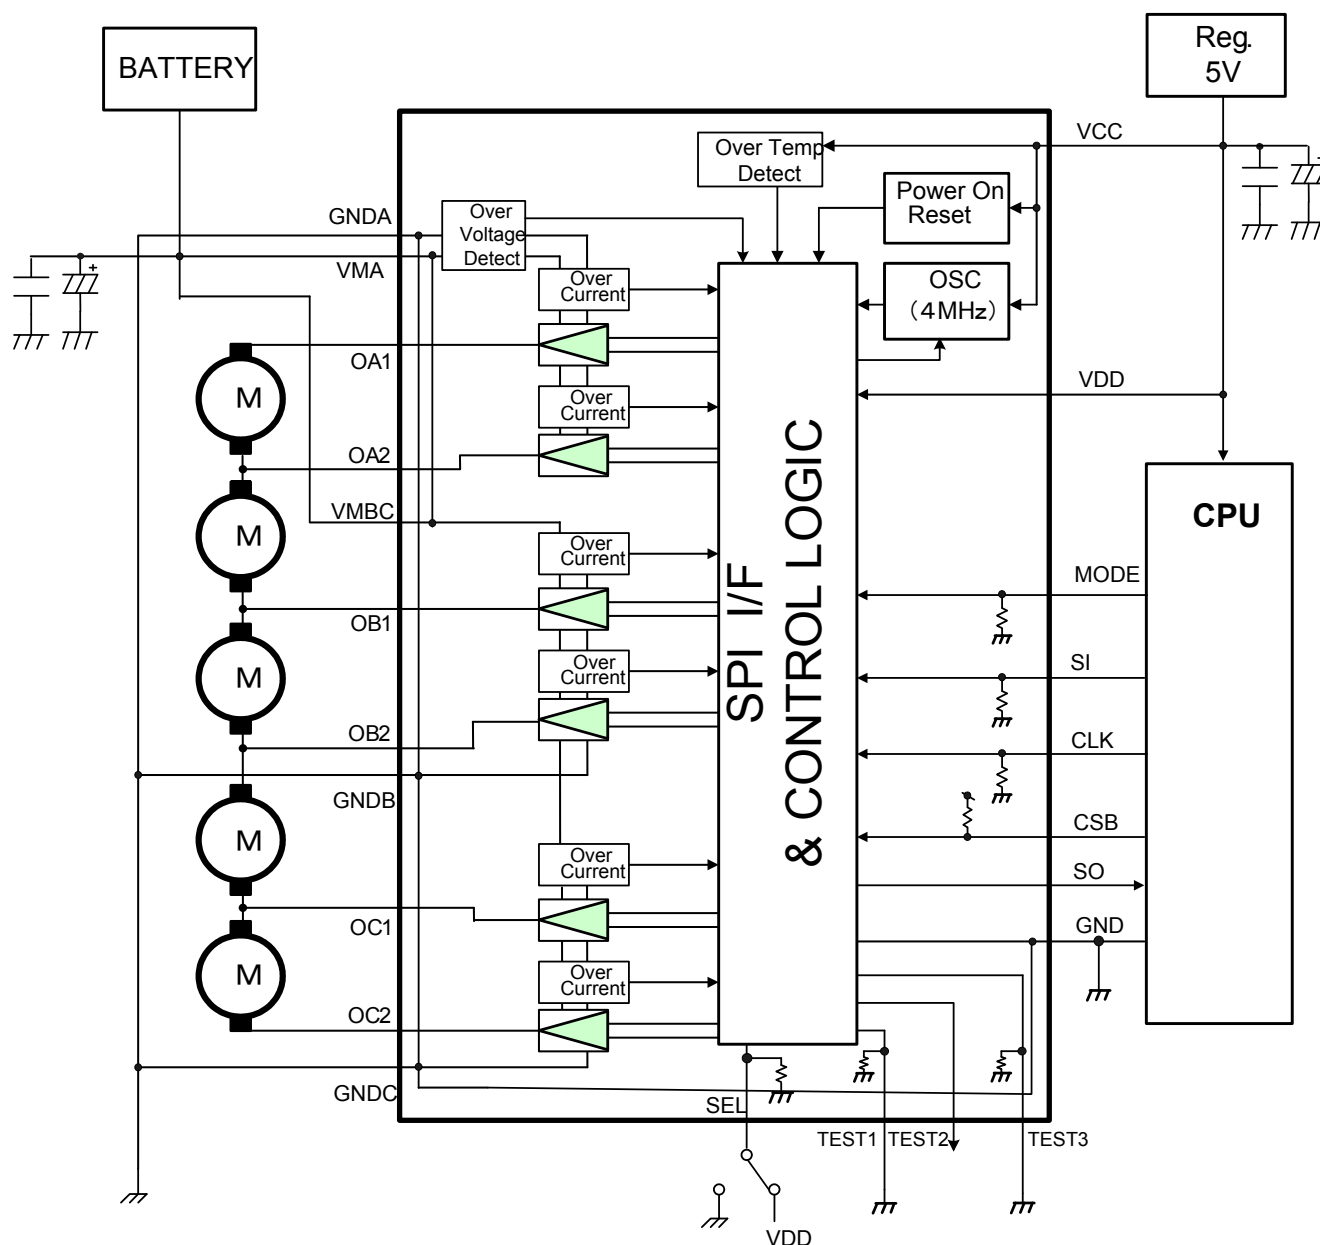 BATTERY
Reg.
5V
VCC
Over Temp
Detect
Power On
Reset
GNDA
Over
Voltage
Detect
VMA
OSC
(4MHz)
Over
Current
OA1
M
VDD
Over
Current
OA2
M
VMBC
CPU
Over
Current
MODE
OB1
SPI I/F
& CONTROL LOGIC
M
Over
Current
SI
OB2
CLK
GNDB
CSB
M
Over
Current
SO
OC1
GND
M
Over
Current
OC2
GNDC
SEL
TEST1
TEST2
TEST3
VDD